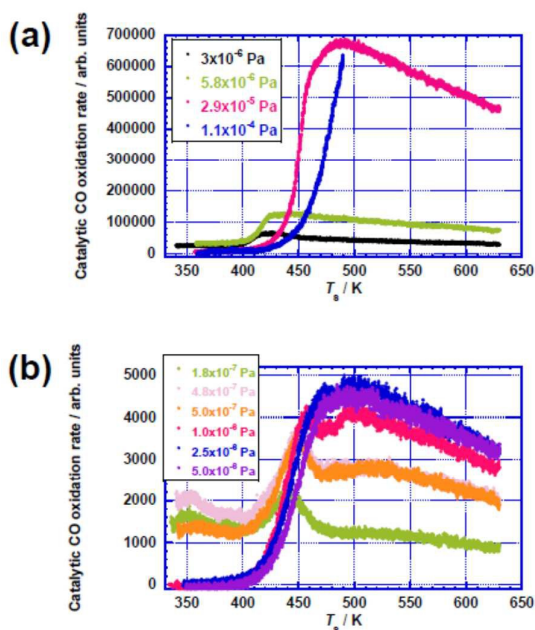 (a)
Catalytic CO oxidation rate / arb. units
700000
600000
500000
400000
300000
200000
100000
0
3x10⁻⁶ Pa
5.8x10⁻⁶ Pa
2.9x10⁻⁵ Pa
1.1x10⁻⁴ Pa
350 400 450 500 550 600 650
Tₛ / K
(b)
Catalytic CO oxidation rate / arb. units
5000
4000
3000
2000
1000
0
1.8x10⁻⁷ Pa
4.8x10⁻⁷ Pa
5.0x10⁻⁷ Pa
1.0x10⁻⁶ Pa
2.5x10⁻⁶ Pa
5.0x10⁻⁶ Pa
350 400 450 500 550 600 650
Tₛ / K